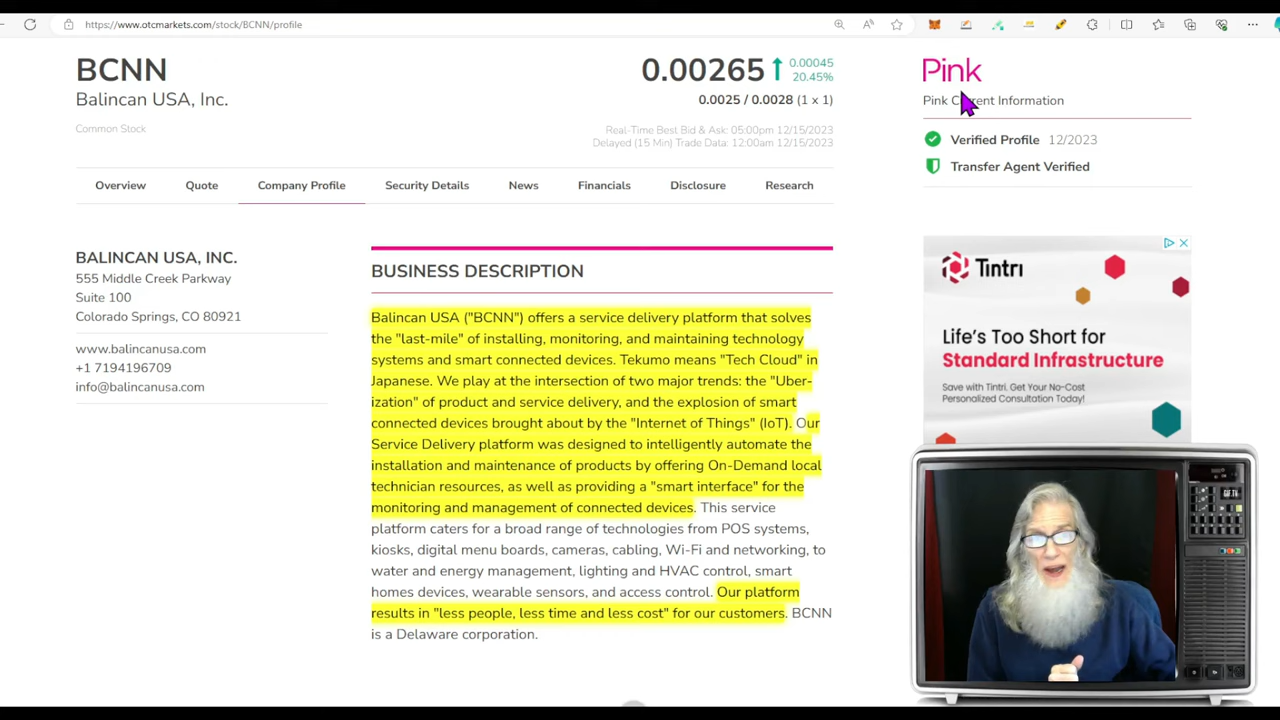 https://www.otcmarkets.com/stock/BCNN/profile
BCNN
Balincan USA, Inc.
Common Stock
0.00265
0.00045
20.45%
0.0025 / 0.0028 (1 x 1)
Real-Time Best Bid & Ask: 05:00pm 12/15/2023
Delayed (15 Min) Trade Data: 12:00am 12/15/2023
Pink
Pink Current Information
Verified Profile 12/2023
Transfer Agent Verified
Overview Quote Company Profile Security Details News Financials Disclosure Research
BALINCAN USA, INC.
555 Middle Creek Parkway
Suite 100
Colorado Springs, CO 80921
www.balincanusa.com
+1 7194196709
info@balincanusa.com
BUSINESS DESCRIPTION
Balincan USA ("BCNN") offers a service delivery platform that solves
the "last-mile" of installing, monitoring, and maintaining technology
systems and smart connected devices. Tekumo means "Tech Cloud" in
Japanese. We play at the intersection of two major trends: the "Uber-
ization" of product and service delivery, and the explosion of smart
connected devices brought about by the "Internet of Things" (IoT). Our
Service Delivery platform was designed to intelligently automate the
installation and maintenance of products by offering On-Demand local
technician resources, as well as providing a "smart interface" for the
monitoring and management of connected devices. This service
platform caters for a broad range of technologies from POS systems,
kiosks, digital menu boards, cameras, cabling, Wi-Fi and networking, to
water and energy management, lighting and HVAC control, smart
homes devices, wearable sensors, and access control. Our platform
results in "less people, less time and less cost" for our customers. BCNN
is a Delaware corporation.
Tintri
Life's Too Short for
Standard Infrastructure
Save with Tintri. Get Your No-Cost
Personalized Consultation Today!
GIF.TV